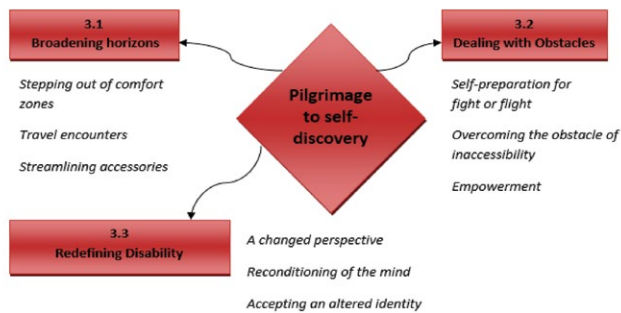 3.1
Broadening horizons
Stepping out of comfort
zones
Travel encounters
Streamlining accessories
Pilgrimage
to self-
discovery
3.2
Dealing with Obstacles
Self-preparation for
fight or flight
Overcoming the obstacle of
inaccessibility
Empowerment
3.3
Redefining Disability
A changed perspective
Reconditioning of the mind
Accepting an altered identity